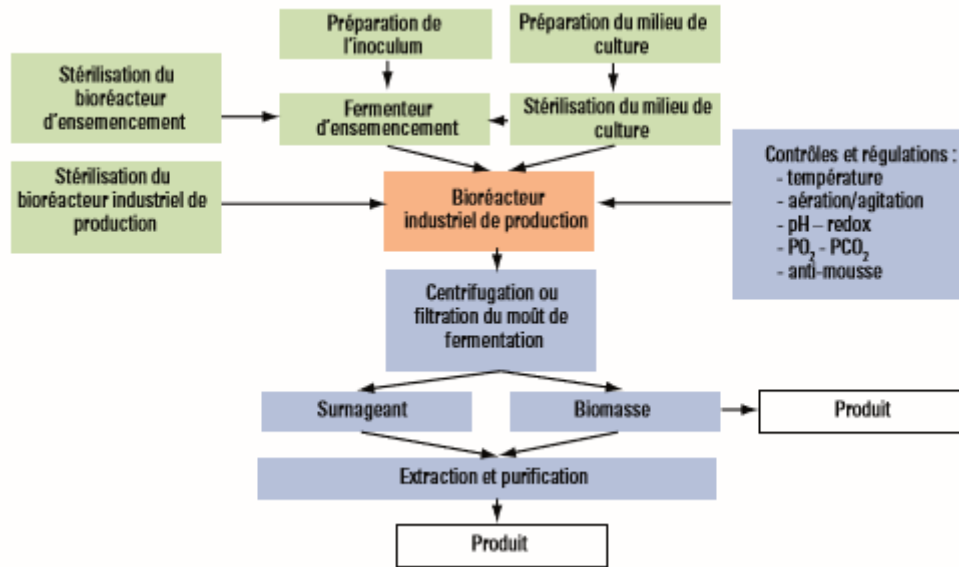 Préparation de
l'inoculum
Préparation du milieu de
culture
Stérilisation du
bioréacteur
d'ensemencement
Fermenteur
d'ensemencement
Stérilisation du milieu de
culture
Stérilisation du
bioréacteur industriel de
production
Bioréacteur
industriel de production
Contrôles et régulations :
- température
- aération/agitation
- pH – redox
- PO₂ - PCO₂
- anti-mousse
Centrifugation ou
filtration du moût de
fermentation
Surnageant
Biomasse
Produit
Extraction et purification
Produit